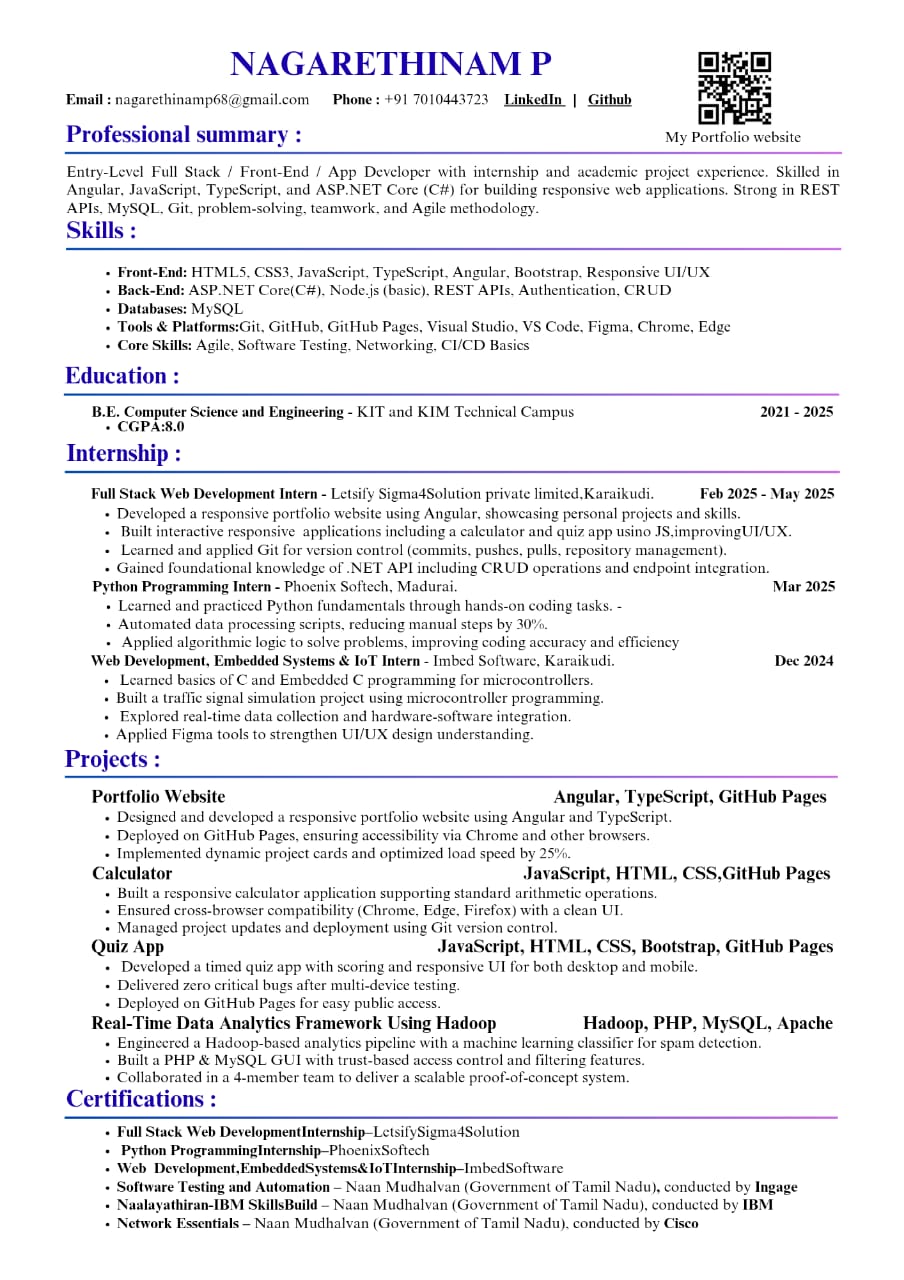 NAGARETHINAM P
Email : nagarethinamp68@gmail.com Phone : +91 7010443723 LinkedIn | Github
My Portfolio website
Professional summary :
Entry-Level Full Stack / Front-End / App Developer with internship and academic project experience. Skilled in
Angular, JavaScript, TypeScript, and ASP.NET Core (C#) for building responsive web applications. Strong in REST
APIs, MySQL, Git, problem-solving, teamwork, and Agile methodology.
Skills :
• Front-End: HTML5, CSS3, JavaScript, TypeScript, Angular, Bootstrap, Responsive UI/UX
• Back-End: ASP.NET Core(C#), Node.js (basic), REST APIs, Authentication, CRUD
• Databases: MySQL
• Tools & Platforms:Git, GitHub, GitHub Pages, Visual Studio, VS Code, Figma, Chrome, Edge
• Core Skills: Agile, Software Testing, Networking, CI/CD Basics
Education :
B.E. Computer Science and Engineering - KIT and KIM Technical Campus 2021 - 2025
• CGPA:8.0
Internship :
Full Stack Web Development Intern - Letsify Sigma4Solution private limited,Karaikudi. Feb 2025 - May 2025
• Developed a responsive portfolio website using Angular, showcasing personal projects and skills.
• Built interactive responsive applications including a calculator and quiz app usino JS,improvingUI/UX.
• Learned and applied Git for version control (commits, pushes, pulls, repository management).
• Gained foundational knowledge of .NET API including CRUD operations and endpoint integration.
Python Programming Intern - Phoenix Softech, Madurai. Mar 2025
• Learned and practiced Python fundamentals through hands-on coding tasks. -
• Automated data processing scripts, reducing manual steps by 30%.
• Applied algorithmic logic to solve problems, improving coding accuracy and efficiency
Web Development, Embedded Systems & IoT Intern - Imbed Software, Karaikudi. Dec 2024
• Learned basics of C and Embedded C programming for microcontrollers.
• Built a traffic signal simulation project using microcontroller programming.
• Explored real-time data collection and hardware-software integration.
• Applied Figma tools to strengthen UI/UX design understanding.
Projects :
Portfolio Website Angular, TypeScript, GitHub Pages
• Designed and developed a responsive portfolio website using Angular and TypeScript.
• Deployed on GitHub Pages, ensuring accessibility via Chrome and other browsers.
• Implemented dynamic project cards and optimized load speed by 25%.
Calculator JavaScript, HTML, CSS,GitHub Pages
• Built a responsive calculator application supporting standard arithmetic operations.
• Ensured cross-browser compatibility (Chrome, Edge, Firefox) with a clean UI.
• Managed project updates and deployment using Git version control.
Quiz App JavaScript, HTML, CSS, Bootstrap, GitHub Pages
• Developed a timed quiz app with scoring and responsive UI for both desktop and mobile.
• Delivered zero critical bugs after multi-device testing.
• Deployed on GitHub Pages for easy public access.
Real-Time Data Analytics Framework Using Hadoop Hadoop, PHP, MySQL, Apache
• Engineered a Hadoop-based analytics pipeline with a machine learning classifier for spam detection.
• Built a PHP & MySQL GUI with trust-based access control and filtering features.
• Collaborated in a 4-member team to deliver a scalable proof-of-concept system.
Certifications :
• Full Stack Web DevelopmentInternship–LetsifySigma4Solution
• Python ProgrammingInternship–PhoenixSoftech
• Web Development,EmbeddedSystems&IoTInternship–ImbedSoftware
• Software Testing and Automation – Naan Mudhalvan (Government of Tamil Nadu), conducted by Ingage
• Naalayathiran-IBM SkillsBuild – Naan Mudhalvan (Government of Tamil Nadu), conducted by IBM
• Network Essentials – Naan Mudhalvan (Government of Tamil Nadu), conducted by Cisco